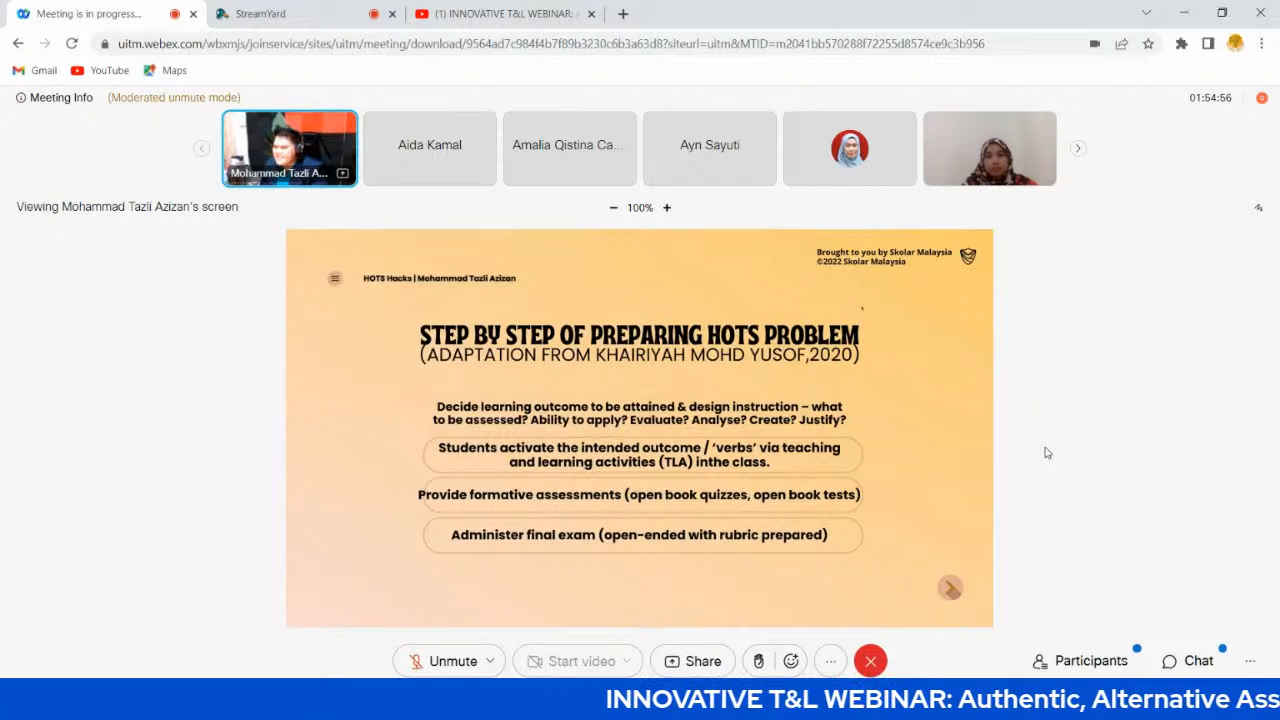 Meeting is in progress...
StreamYard
(1) INNOVATIVE T&L WEBINAR:
uitm.webex.com/wbxmjs/joinservice/sites/uitm/meeting/download/9564ad7c984f4b7f89b3230c6b3a63d8?siteurl=uitm&MTID=m2041bb570288f72255d8574ce9c3b956
Gmail
YouTube
Maps
Meeting Info
(Moderated unmute mode)
01:54:56
Mohammad Tazli A...
Aida Kamal
Amalia Qistina Ca...
Ayn Sayuti
Viewing Mohammad Tazli Azizan's screen
100%
Brought to you by Skolar Malaysia
©2022 Skolar Malaysia
HOTS Hacks | Mohammad Tazli Azizan
STEP BY STEP OF PREPARING HOTS PROBLEM
(ADAPTATION FROM KHAIRIYAH MOHD YUSOF,2020)
Decide learning outcome to be attained & design instruction – what
to be assessed? Ability to apply? Evaluate? Analyse? Create? Justify?
Students activate the intended outcome / ‘verbs’ via teaching
and learning activities (TLA) inthe class.
Provide formative assessments (open book quizzes, open book tests)
Administer final exam (open-ended with rubric prepared)
Unmute
Start video
Share
Participants
Chat
INNOVATIVE T&L WEBINAR: Authentic, Alternative Ass